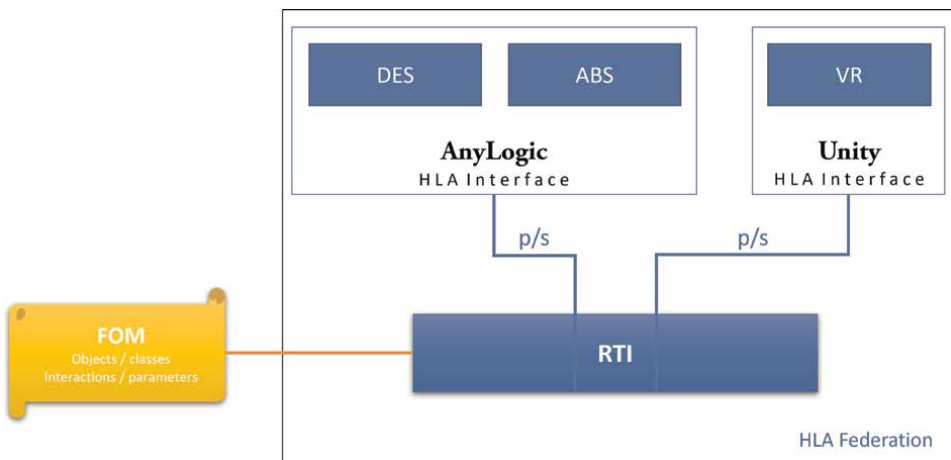 DES
ABS
VR
AnyLogic
HLA Interface
Unity
HLA Interface
p/s
p/s
FOM
Objects / classes
Interactions / parameters
RTI
HLA Federation